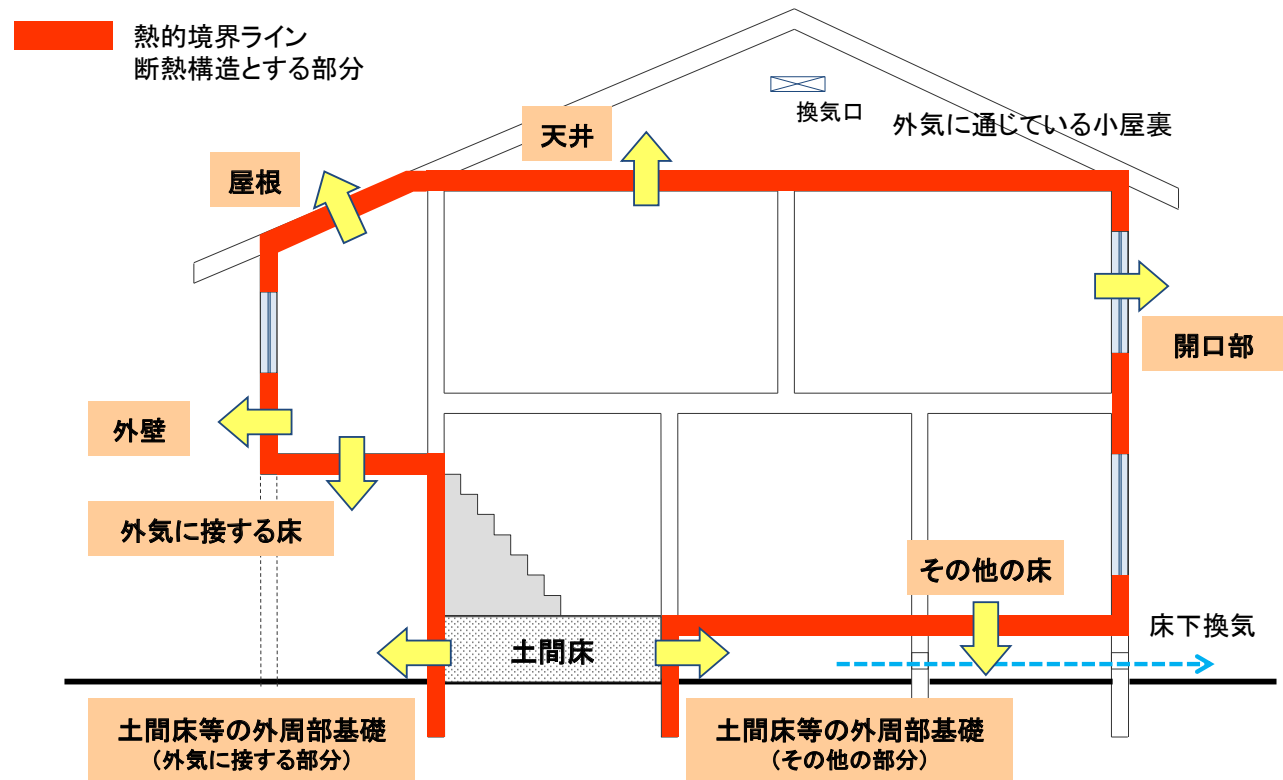 熱的境界ライン
断熱構造とする部分
換気口
外気に通じている小屋裏
天井
屋根
開口部
外壁
外気に接する床
その他の床
床下換気
土間床
土間床等の外周部基礎
（外気に接する部分）
土間床等の外周部基礎
（その他の部分）